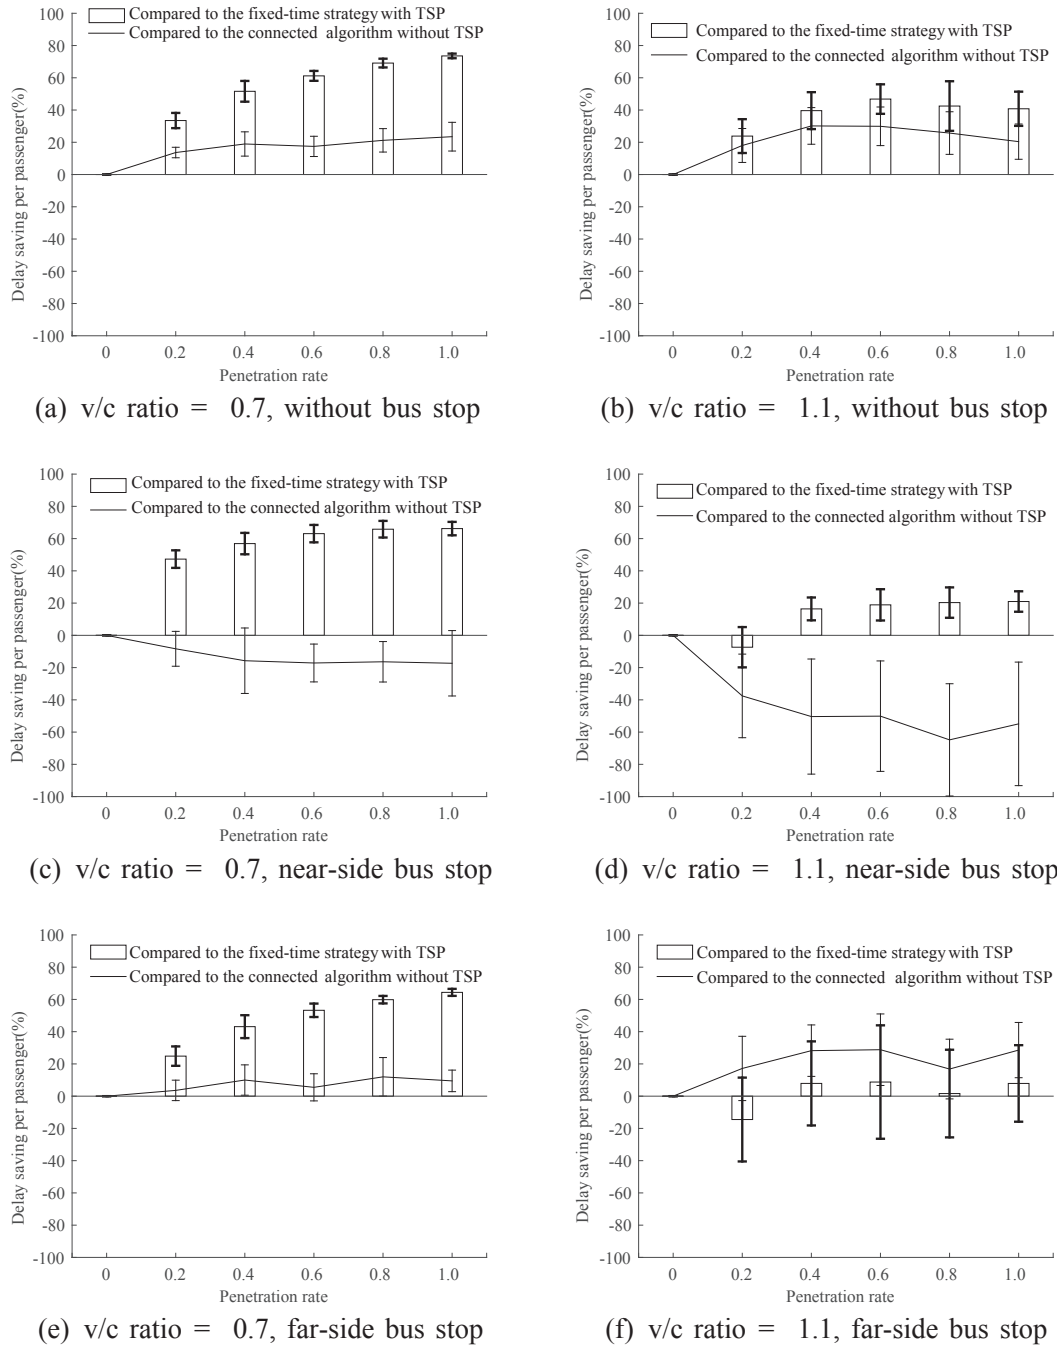 Compared to the fixed-time strategy with TSP
Compared to the connected algorithm without TSP
Delay saving per passenger(%)
100
80
60
40
20
0
-20
-40
-60
-80
-100
0 0.2 0.4 0.6 0.8 1.0
Penetration rate
(a) v/c ratio = 0.7, without bus stop
Compared to the fixed-time strategy with TSP
Compared to the connected algorithm without TSP
Delay saving per passenger(%)
100
80
60
40
20
0
-20
-40
-60
-80
-100
0 0.2 0.4 0.6 0.8 1.0
Penetration rate
(b) v/c ratio = 1.1, without bus stop
Compared to the fixed-time strategy with TSP
Compared to the connected algorithm without TSP
Delay saving per passenger(%)
100
80
60
40
20
0
-20
-40
-60
-80
-100
0 0.2 0.4 0.6 0.8 1.0
Penetration rate
(c) v/c ratio = 0.7, near-side bus stop
Compared to the fixed-time strategy with TSP
Compared to the connected algorithm without TSP
Delay saving per passenger(%)
100
80
60
40
20
0
-20
-40
-60
-80
-100
0 0.2 0.4 0.6 0.8 1.0
Penetration rate
(d) v/c ratio = 1.1, near-side bus stop
Compared to the fixed-time strategy with TSP
Compared to the connected algorithm without TSP
Delay saving per passenger(%)
100
80
60
40
20
0
-20
-40
-60
-80
-100
0 0.2 0.4 0.6 0.8 1.0
Penetration rate
(e) v/c ratio = 0.7, far-side bus stop
Compared to the fixed-time strategy with TSP
Compared to the connected algorithm without TSP
Delay saving per passenger(%)
100
80
60
40
20
0
-20
-40
-60
-80
-100
0 0.2 0.4 0.6 0.8 1.0
Penetration rate
(f) v/c ratio = 1.1, far-side bus stop